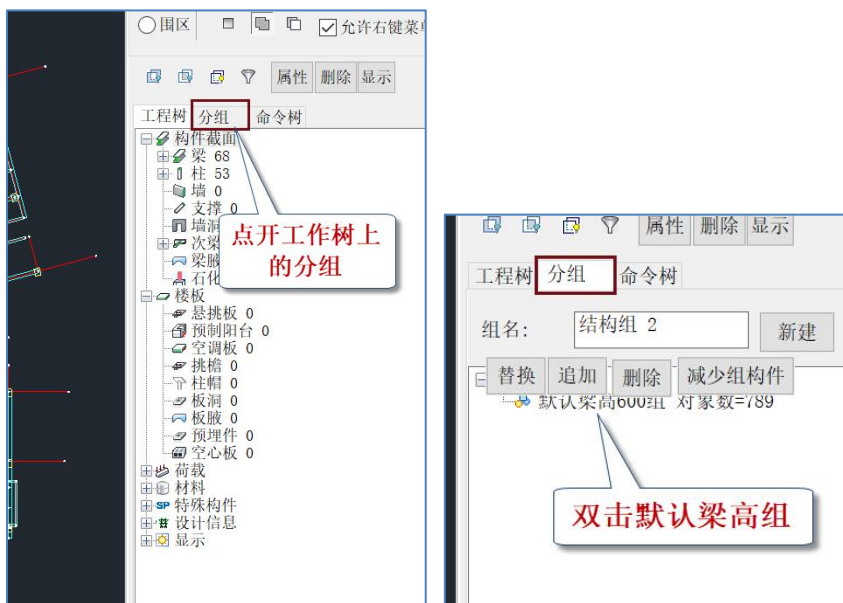 围区 允许右键菜单
属性 删除 显示
工程树 分组 命令树
构件截面
梁 68
柱 53
墙 0
支撑 0
墙洞
次梁
梁腋
石化
楼板
悬挑板 0
预制阳台 0
空调板 0
挑檐 0
柱帽 0
板洞 0
板腋 0
预埋件 0
空心板 0
荷载
材料
SP 特殊构件
设计信息
显示
点开工作树上
的分组
属性 删除 显示
工程树 分组 命令树
组名: 结构组 2 新建
替换 追加 删除 减少组构件
默认梁高600组 对象数=789
双击默认梁高组